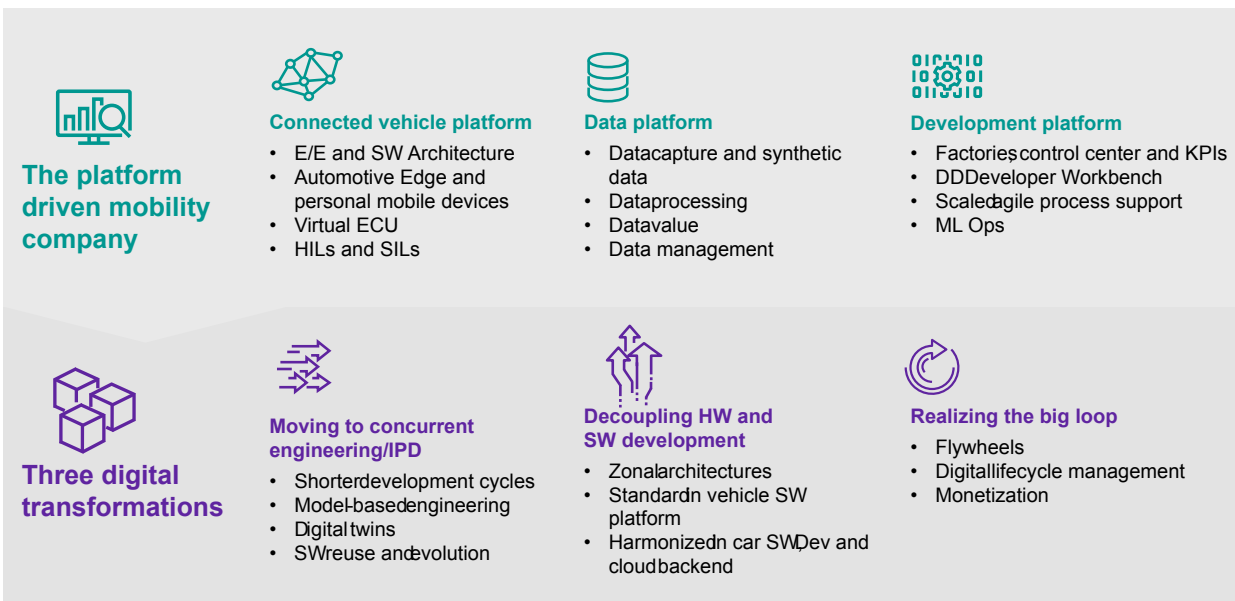 The platform
driven mobility
company
Connected vehicle platform
• E/E and SW Architecture
• Automotive Edge and
personal mobile devices
• Virtual ECU
• HILs and SILs
Data platform
• Datacapture and synthetic
data
• Dataprocessing
• Datavalue
• Data management
Development platform
• Factories,control center and KPIs
• DDDeveloper Workbench
• Scaledagile process support
• ML Ops
Three digital
transformations
Moving to concurrent
engineering/IPD
• Shorterdevelopment cycles
• Model-basedengineering
• Digitaltwins
• SWreuse andevolution
Decoupling HW and
SW development
• Zonalarchitectures
• Standardin vehicle SW
platform
• Harmonizedin car SW,Dev and
cloudbackend
Realizing the big loop
• Flywheels
• Digitallifecycle management
• Monetization